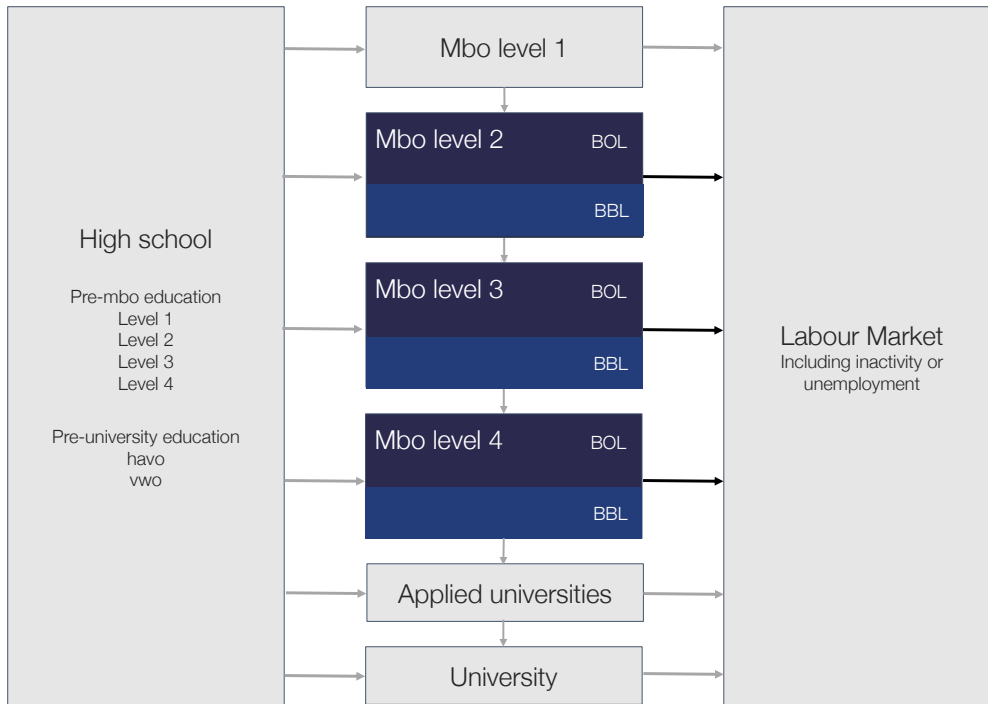 High school
Pre-mbo education
Level 1
Level 2
Level 3
Level 4
Pre-university education
havo
vwo
Mbo level 1
Mbo level 2 BOL
BBL
Mbo level 3 BOL
BBL
Mbo level 4 BOL
BBL
Applied universities
University
Labour Market
Including inactivity or
unemployment